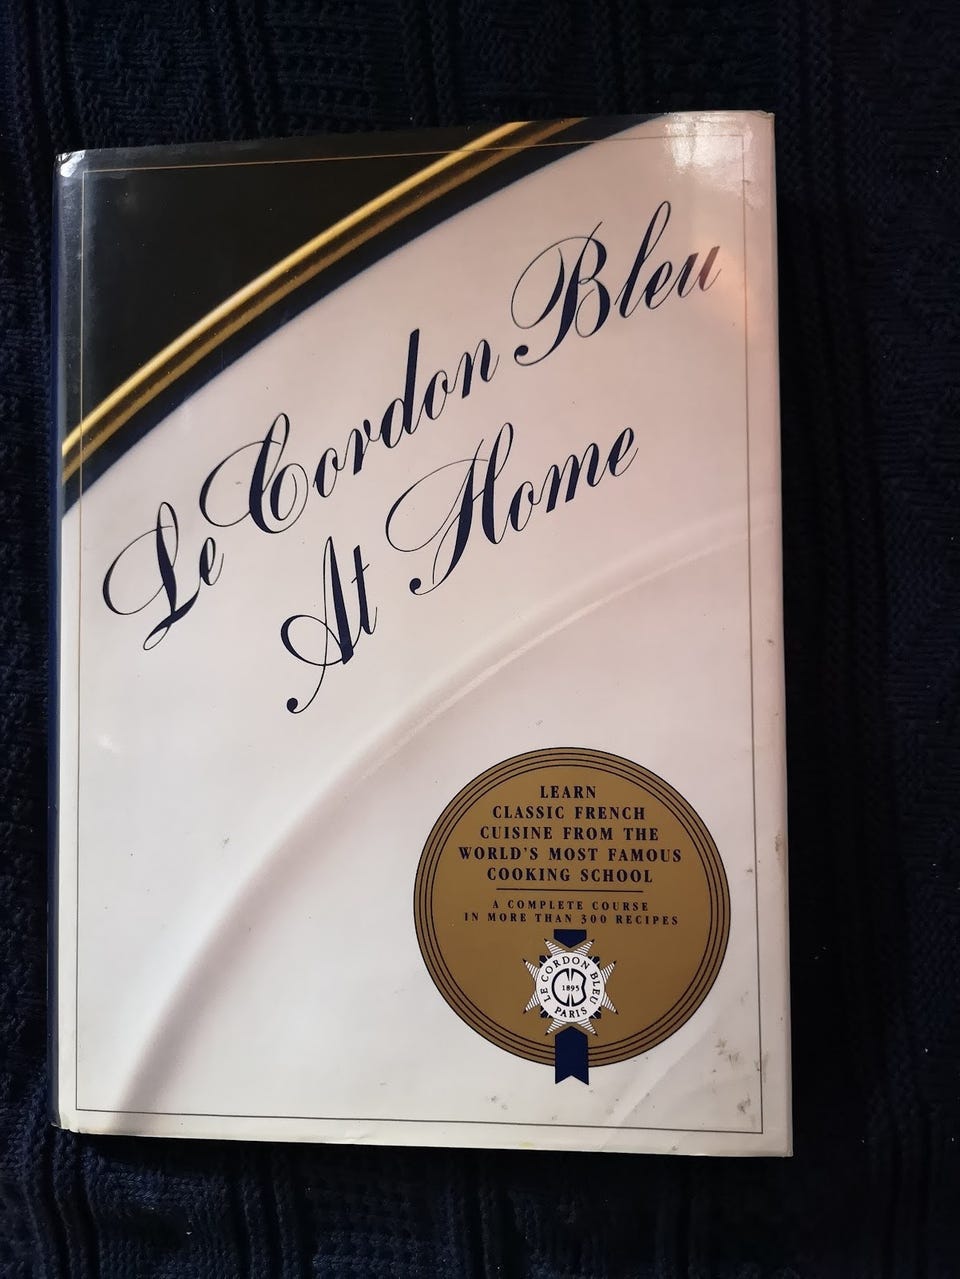 Le Cordon Bleu
At Home
LEARN
CLASSIC FRENCH
CUISINE FROM THE
WORLD'S MOST FAMOUS
COOKING SCHOOL
A COMPLETE COURSE
IN MORE THAN 300 RECIPES
LE CORDON BLEU
1895
PARIS